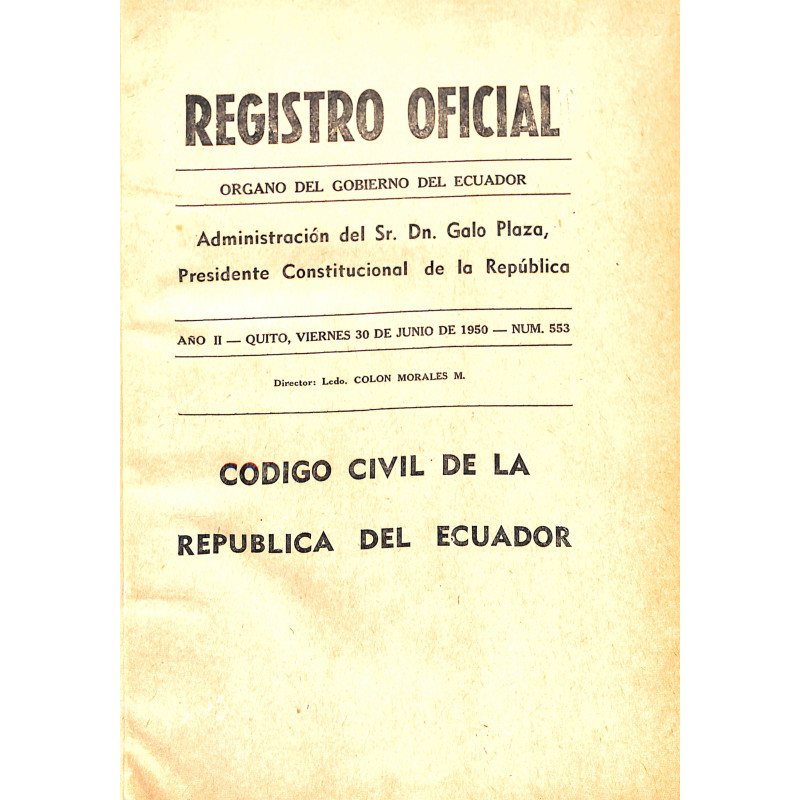 REGISTRO OFICIAL
ORGANO DEL GOBIERNO DEL ECUADOR
Administración del Sr. Dn. Galo Plaza,
Presidente Constitucional de la República
AÑO II — QUITO, VIERNES 30 DE JUNIO DE 1950 — NUM. 553
Director: Lcdo. COLON MORALES M.
CODIGO CIVIL DE LA
REPUBLICA DEL ECUADOR